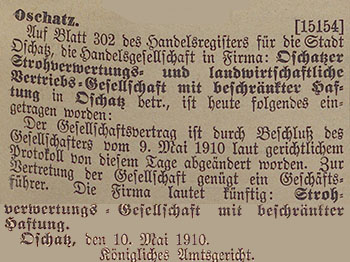 Oschatz. [15154]
Auf Blatt 302 des Handelsregisters für die Stadt
Oschatz, die Handelsgesellschaft in Firma: Oschatzer
Strohverwertungs- und landwirtschaftliche
Vertriebs-Gesellschaft mit beschränkter Haf-
tung in Oschatz betr., ist heute folgendes ein-
getragen worden:
Der Gesellschaftsvertrag ist durch Beschluß des
Gesellschafters vom 9. Mai 1910 laut gerichtlichem
Protokoll von diesem Tage abgeändert worden. Zur
Vertretung der Gesellschaft genügt ein Geschäfts-
führer. Die Firma lautet künftig: Stroh-
verwertungs-Gesellschaft mit beschränkter
Haftung.
Oschatz, den 10. Mai 1910.
Königliches Amtsgericht.